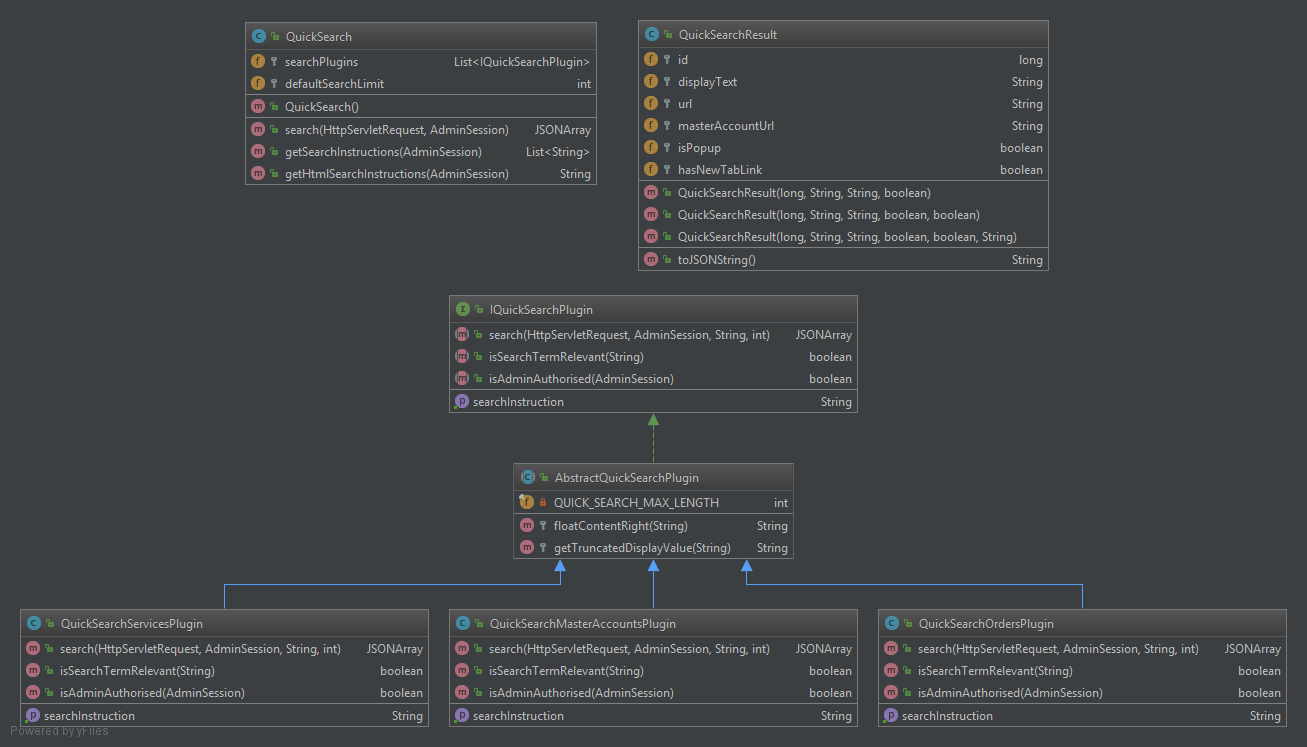 QuickSearch
searchPlugins List<IQuickSearchPlugin>
defaultSearchLimit int
QuickSearch()
search(HttpServletRequest, AdminSession) JSONArray
getSearchInstructions(AdminSession) List<String>
getHtmlSearchInstructions(AdminSession) String
QuickSearchResult
id long
displayText String
url String
masterAccountUrl String
isPopup boolean
hasNewTabLink boolean
QuickSearchResult(long, String, String, boolean)
QuickSearchResult(long, String, String, boolean, boolean)
QuickSearchResult(long, String, String, boolean, boolean, String)
toJSONString() String
IQuickSearchPlugin
search(HttpServletRequest, AdminSession, String, int) JSONArray
isSearchTermRelevant(String) boolean
isAdminAuthorised(AdminSession) boolean
searchInstruction String
AbstractQuickSearchPlugin
QUICK_SEARCH_MAX_LENGTH int
floatContentRight(String) String
getTruncatedDisplayValue(String) String
QuickSearchServicesPlugin
search(HttpServletRequest, AdminSession, String, int) JSONArray
isSearchTermRelevant(String) boolean
isAdminAuthorised(AdminSession) boolean
searchInstruction String
QuickSearchMasterAccountsPlugin
search(HttpServletRequest, AdminSession, String, int) JSONArray
isSearchTermRelevant(String) boolean
isAdminAuthorised(AdminSession) boolean
searchInstruction String
QuickSearchOrdersPlugin
search(HttpServletRequest, AdminSession, String, int) JSONArray
isSearchTermRelevant(String) boolean
isAdminAuthorised(AdminSession) boolean
searchInstruction String
Powered by yFiles